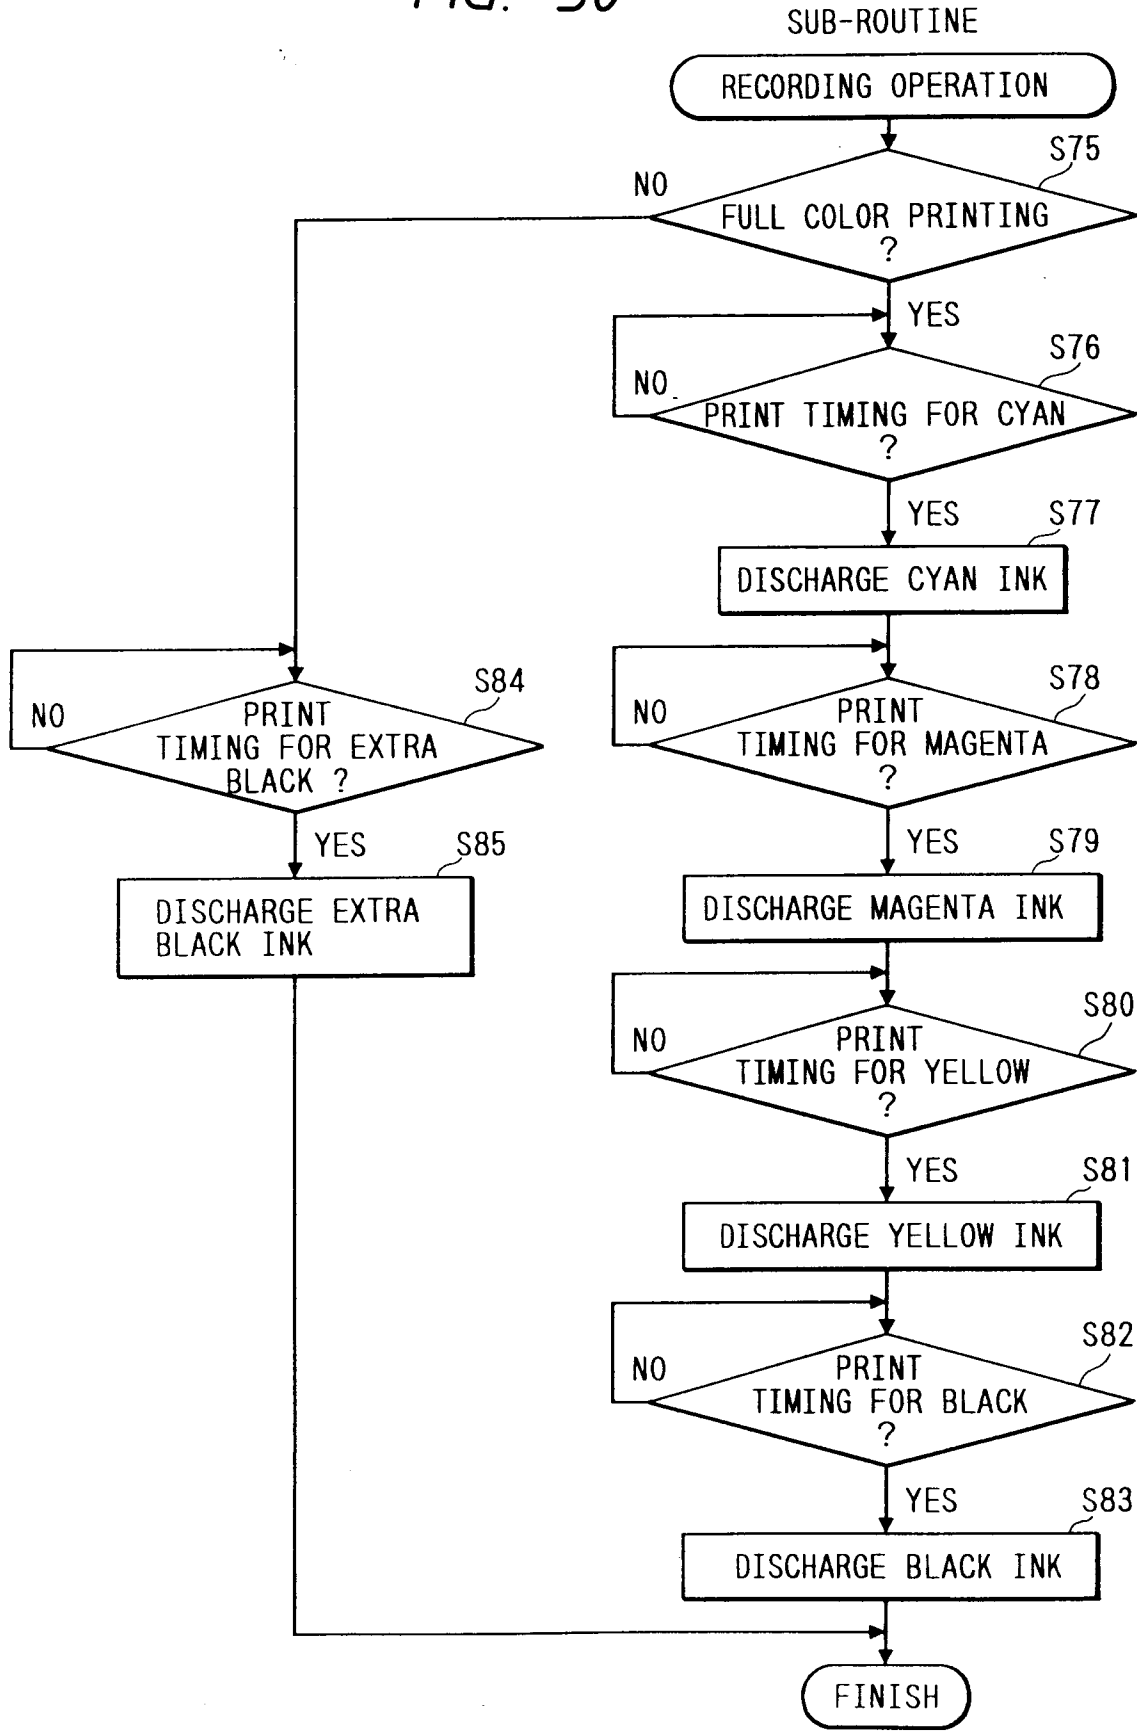 FIG. 30
SUB-ROUTINE
RECORDING OPERATION
S75
NO
FULL COLOR PRINTING
?
YES
S76
NO
PRINT TIMING FOR CYAN
?
YES
S77
DISCHARGE CYAN INK
S78
NO
PRINT
TIMING FOR MAGENTA
?
YES
S79
DISCHARGE MAGENTA INK
S80
NO
PRINT
TIMING FOR YELLOW
?
YES
S81
DISCHARGE YELLOW INK
S82
NO
PRINT
TIMING FOR BLACK
?
YES
S83
DISCHARGE BLACK INK
S84
NO
PRINT
TIMING FOR EXTRA
BLACK ?
YES
S85
DISCHARGE EXTRA
BLACK INK
FINISH